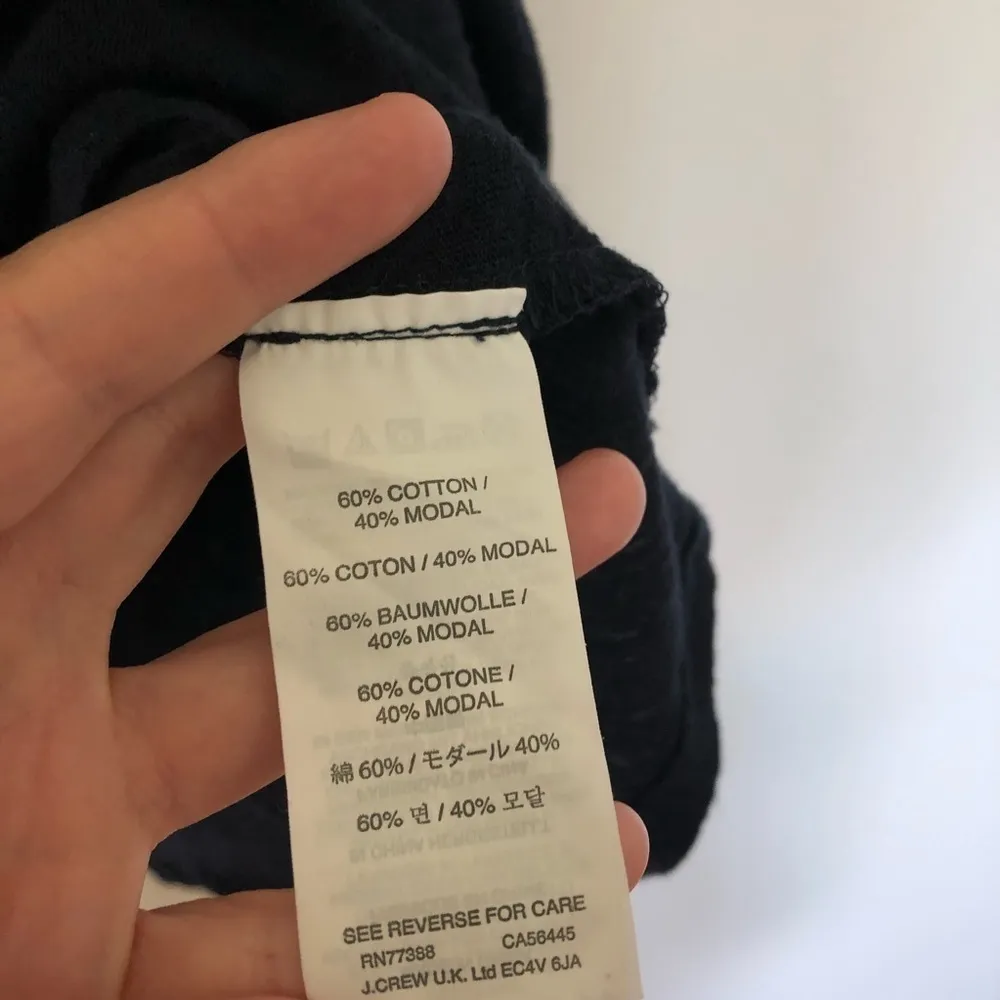 60% COTTON /
40% MODAL
60% COTON / 40% MODAL
60% BAUMWOLLE /
40% MODAL
60% COTONE /
40% MODAL
綿 60% / モダール 40%
60% 면 / 40% 모달
SEE REVERSE FOR CARE
RN77388 CA56445
J.CREW U.K. Ltd EC4V 6JA